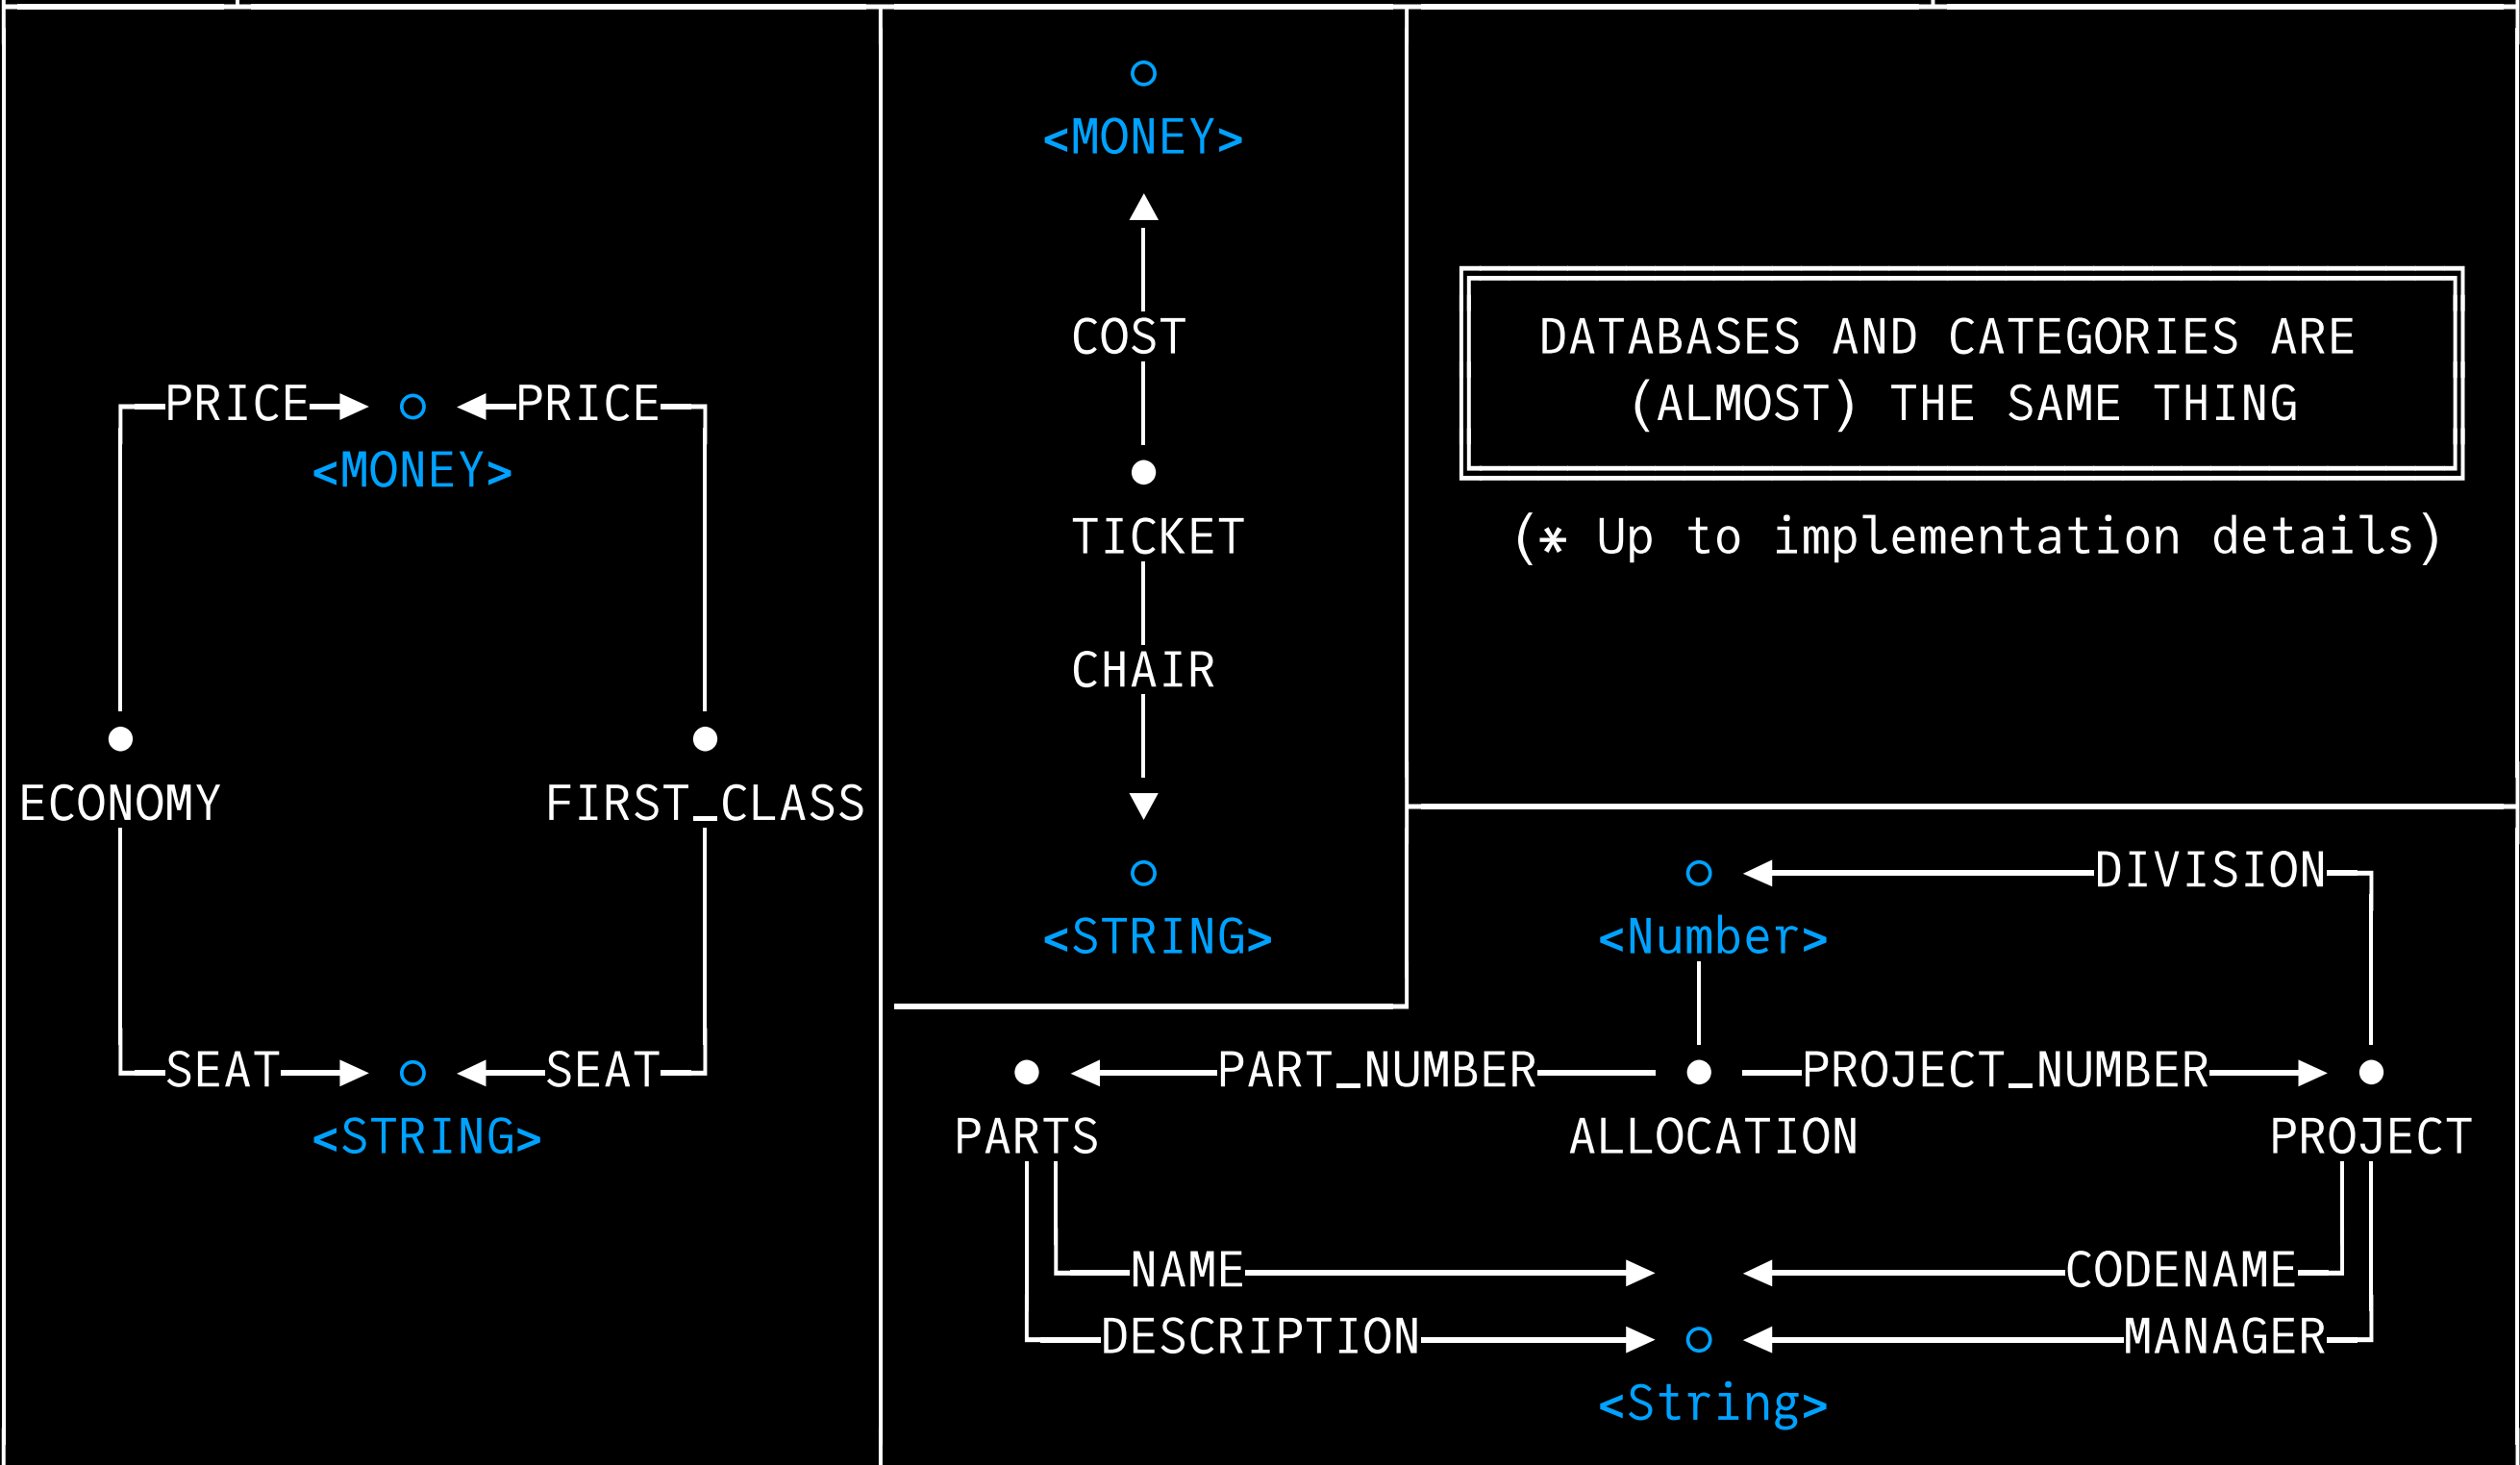 PRICE
PRICE
<MONEY>
ECONOMY
FIRST_CLASS
SEAT
SEAT
<STRING>
<MONEY>
COST
TICKET
CHAIR
<STRING>
DATABASES AND CATEGORIES ARE
(ALMOST) THE SAME THING
(* Up to implementation details)
DIVISION
<Number>
PART_NUMBER
PROJECT_NUMBER
PARTS
ALLOCATION
PROJECT
NAME
CODENAME
DESCRIPTION
MANAGER
<String>